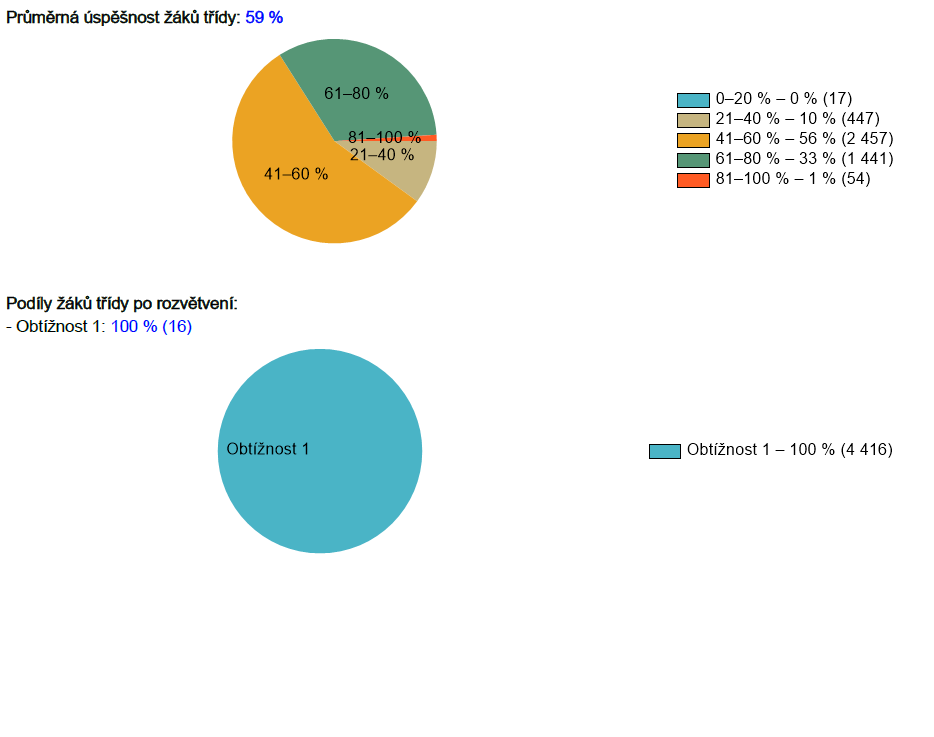 Průměrná úspěšnost žáků třídy: 59 %
61–80 %
81–100 %
21–40 %
41–60 %
0–20 % – 0 % (17)
21–40 % – 10 % (447)
41–60 % – 56 % (2 457)
61–80 % – 33 % (1 441)
81–100 % – 1 % (54)
Podíly žáků třídy po rozvětvení:
- Obtížnost 1: 100 % (16)
Obtížnost 1
Obtížnost 1 – 100 % (4 416)